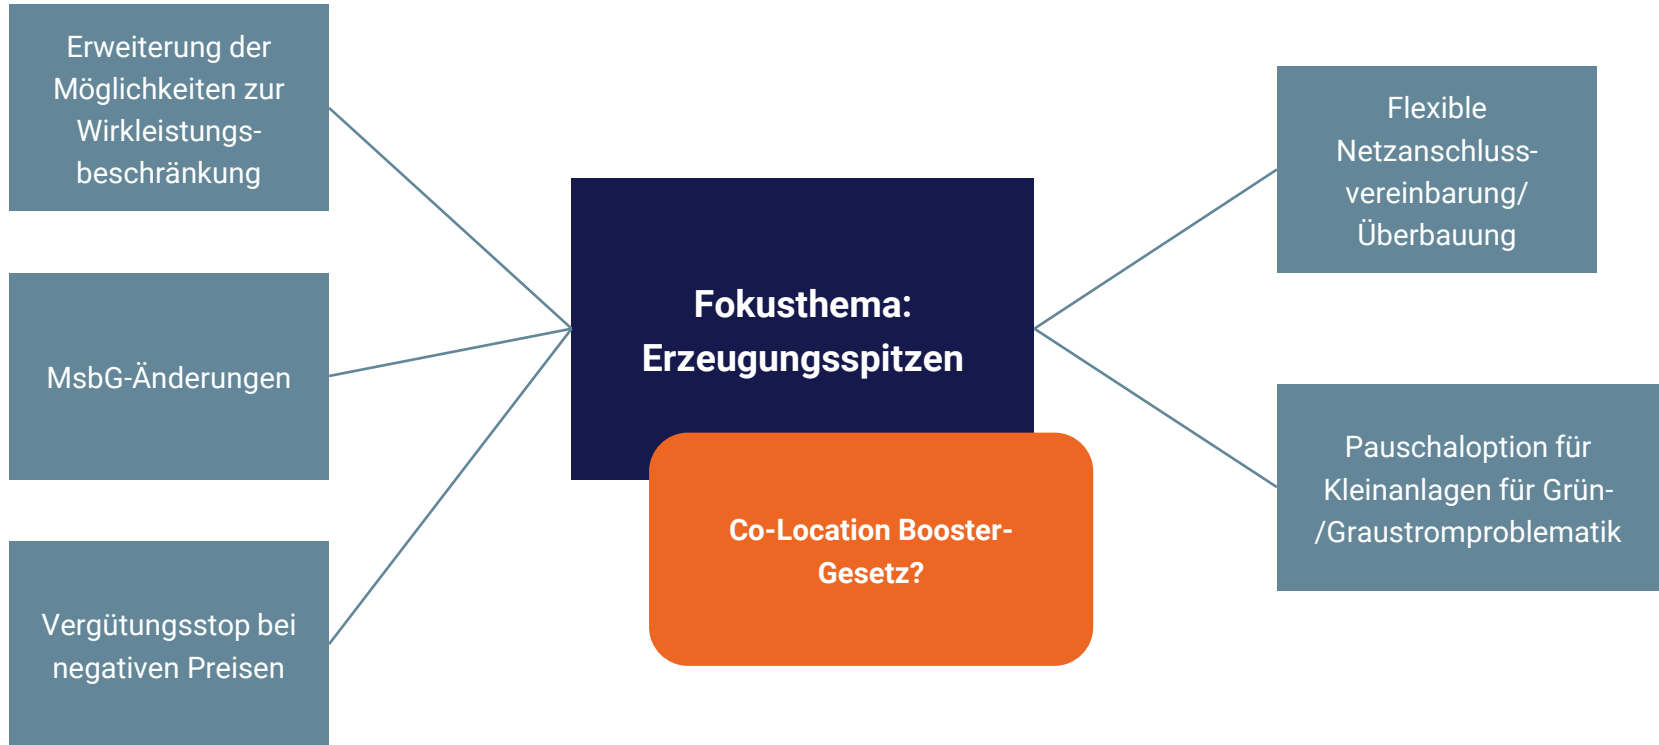 Erweiterung der
Möglichkeiten zur
Wirkleistungs-
beschränkung
MsbG-Änderungen
Vergütungsstop bei
negativen Preisen
Fokusthema:
Erzeugungsspitzen
Co-Location Booster-
Gesetz?
Flexible
Netzanschluss-
vereinbarung/
Überbauung
Pauschaloption für
Kleinanlagen für Grün-
/Graustromproblematik